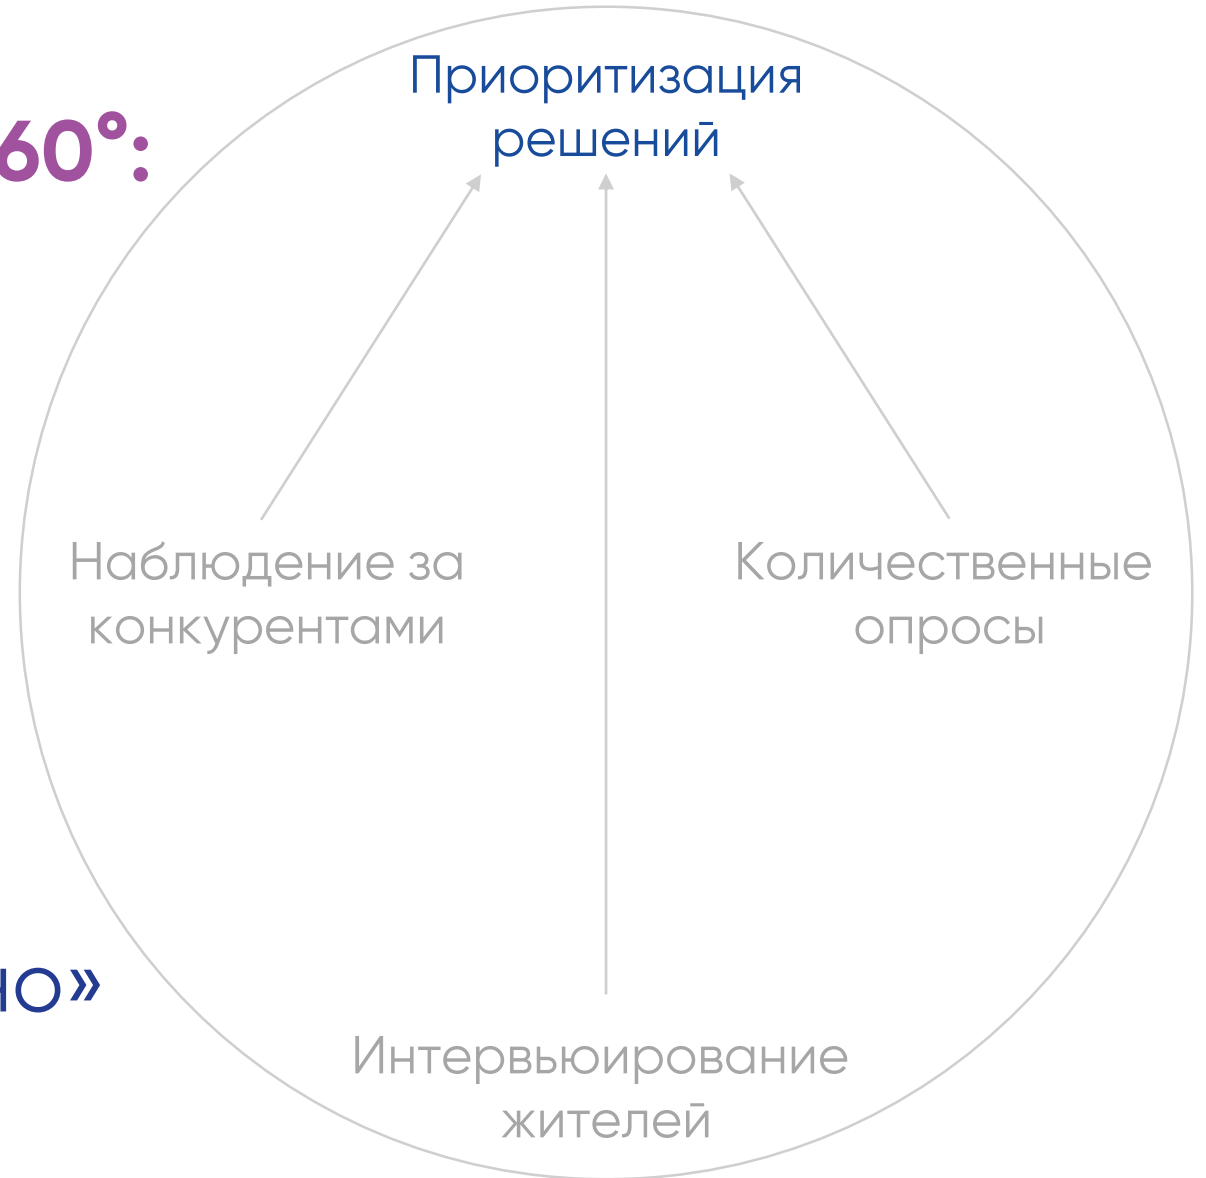 Приоритизация
решений
60°:
Наблюдение за
конкурентами
Количественные
опросы
но»
Интервьюирование
жителей